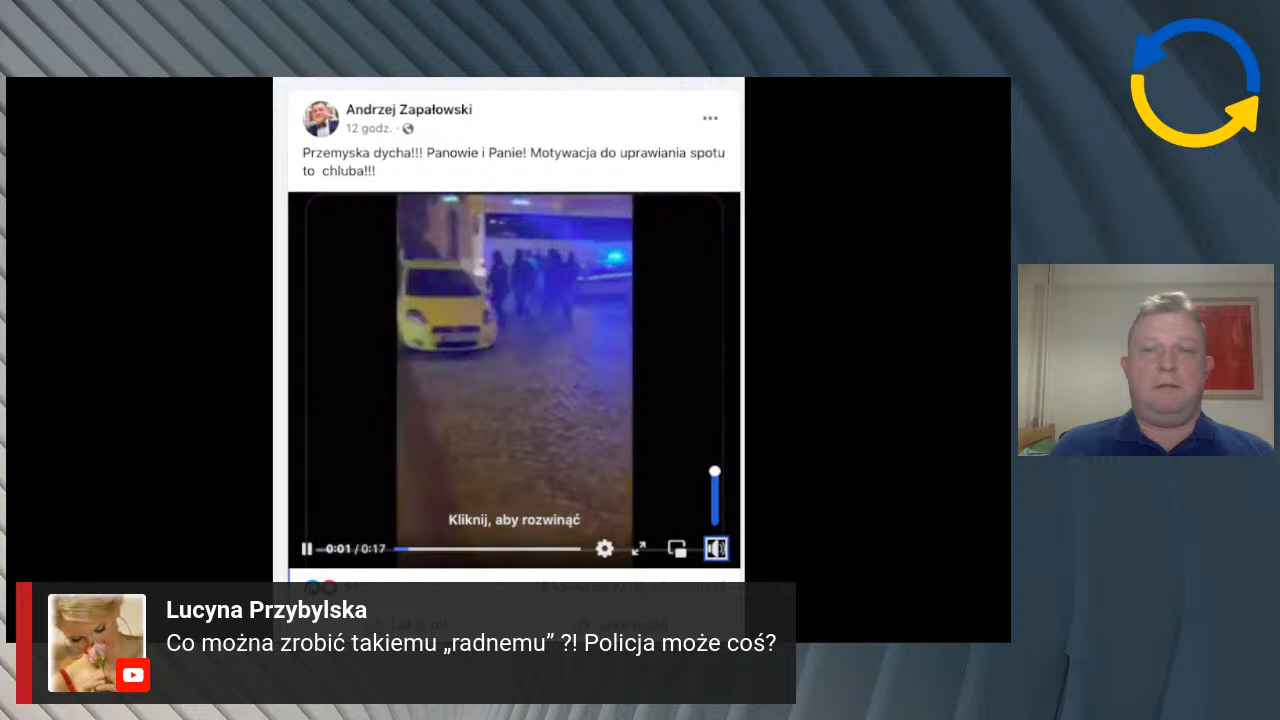 Andrzej Zapałowski
12 godz. ·
Przemyska dycha!!! Panowie i Panie! Motywacja do uprawiania spotu
to chluba!!!
Kliknij, aby rozwinąć
0:01 / 0:17
Lucyna Przybylska
Co można zrobić takiemu „radnemu” ?! Policja może coś?